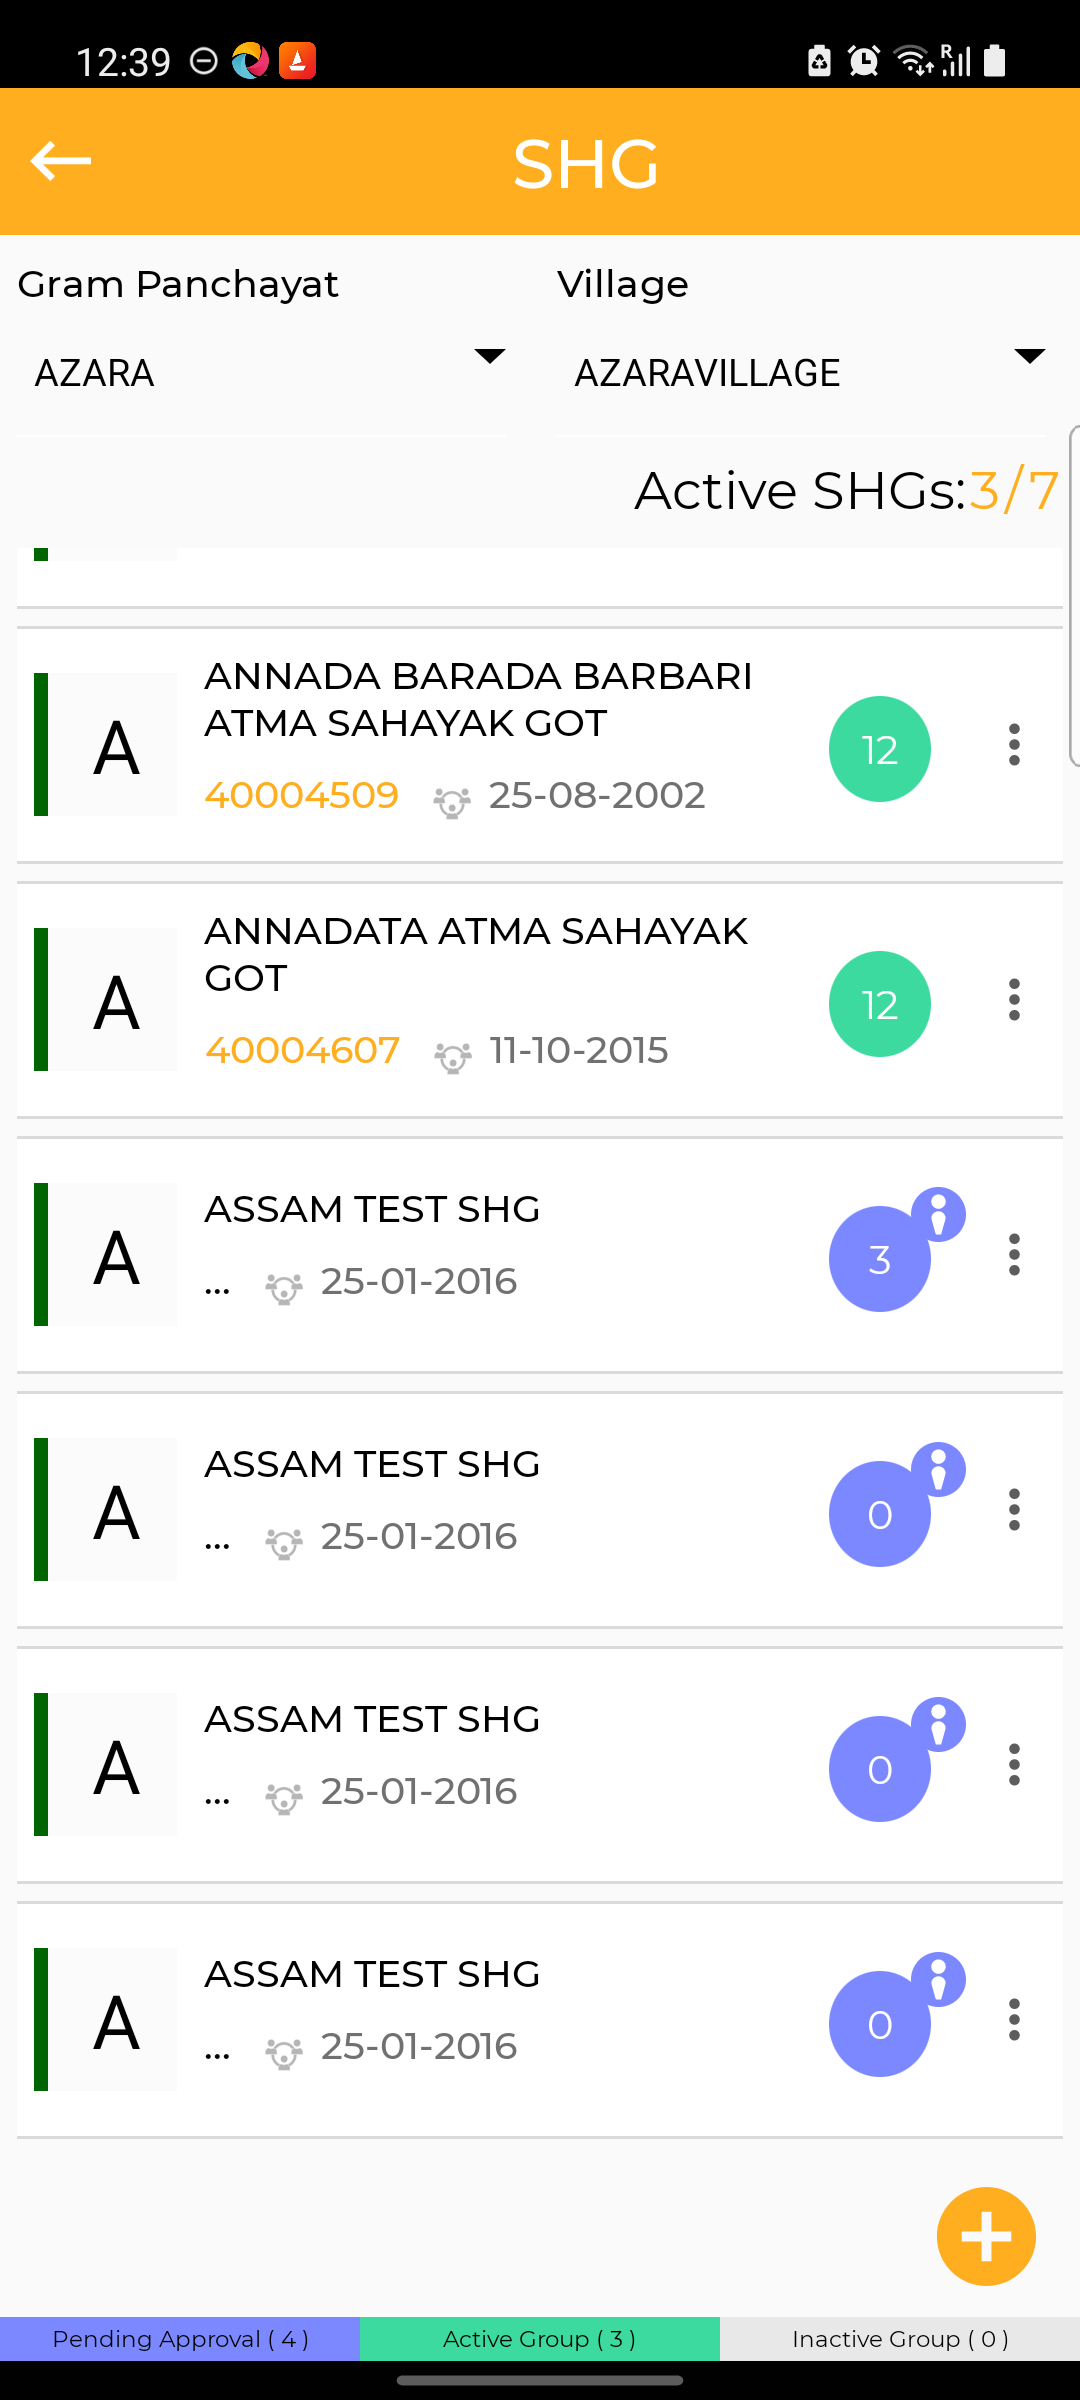 12:39
SHG
Gram Panchayat
Village
AZARA
AZARAVILLAGE
Active SHGs:3/7
A
ANNADA BARADA BARBARI
ATMA SAHAYAK GOT
40004509
25-08-2002
12
A
ANNADATA ATMA SAHAYAK
GOT
40004607
11-10-2015
12
A
ASSAM TEST SHG
...
25-01-2016
3
A
ASSAM TEST SHG
...
25-01-2016
0
A
ASSAM TEST SHG
...
25-01-2016
0
A
ASSAM TEST SHG
...
25-01-2016
0
Pending Approval ( 4 )
Active Group ( 3 )
Inactive Group ( 0 )